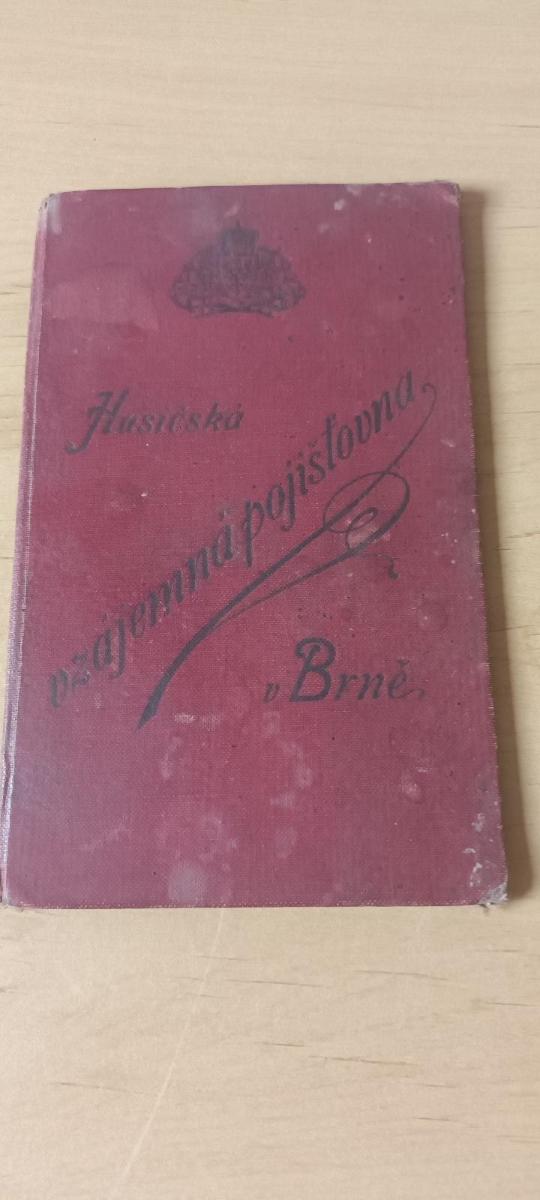 Hasičská
vzájemná pojišťovna
v Brně.